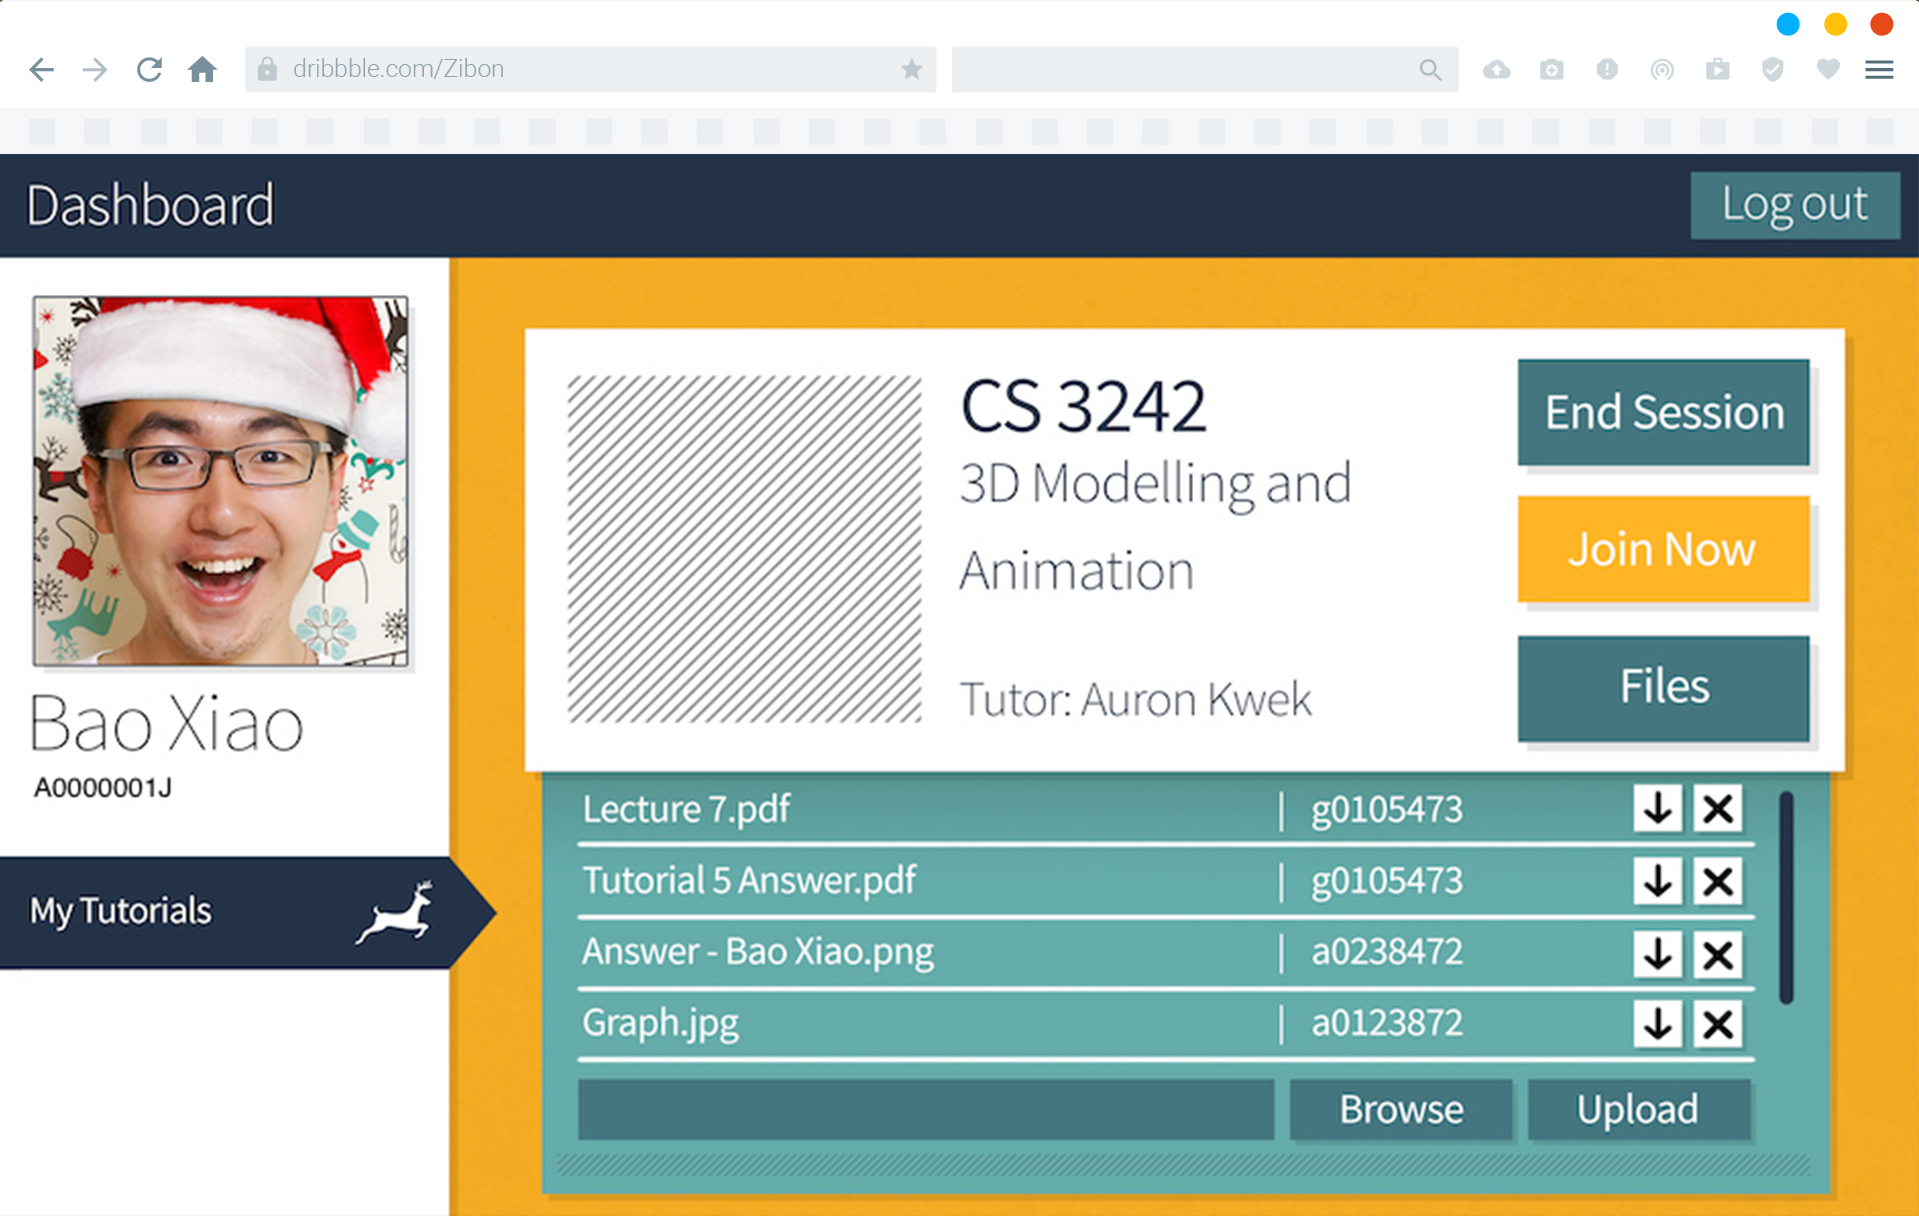 dribbble.com/Zibon
Dashboard
Log out
Bao Xiao
A0000001J
My Tutorials
CS 3242
3D Modelling and
Animation
Tutor: Auron Kwek
End Session
Join Now
Files
Lecture 7.pdf | g0105473
Tutorial 5 Answer.pdf | g0105473
Answer - Bao Xiao.png | a0238472
Graph.jpg | a0123872
Browse
Upload